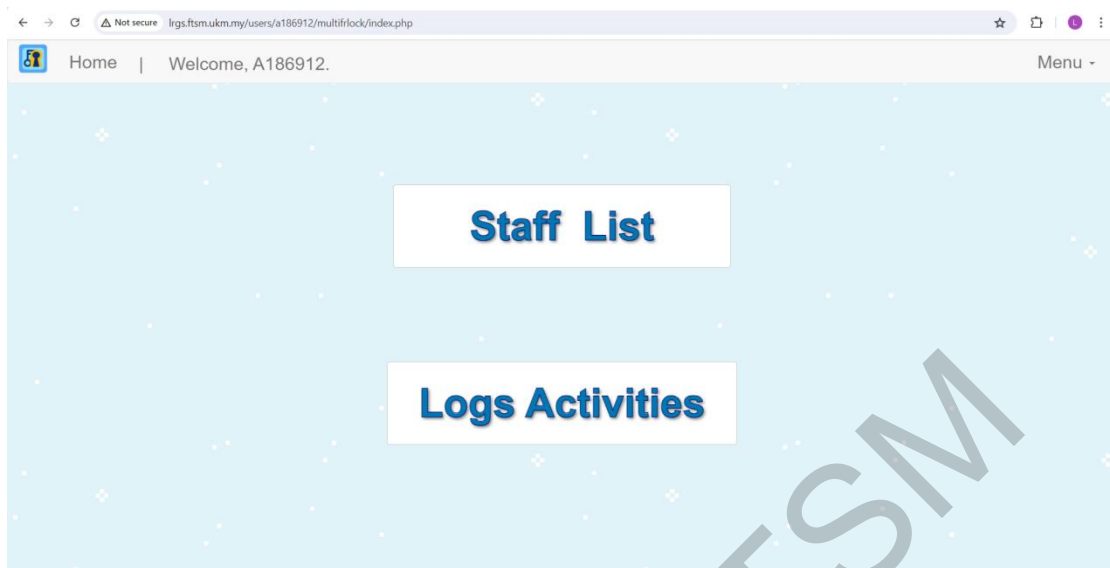 Not secure lrgs.ftsm.ukm.my/users/a186912/multifrlock/index.php L
Home | Welcome, A186912. Menu
Staff List
Logs Activities
TSM